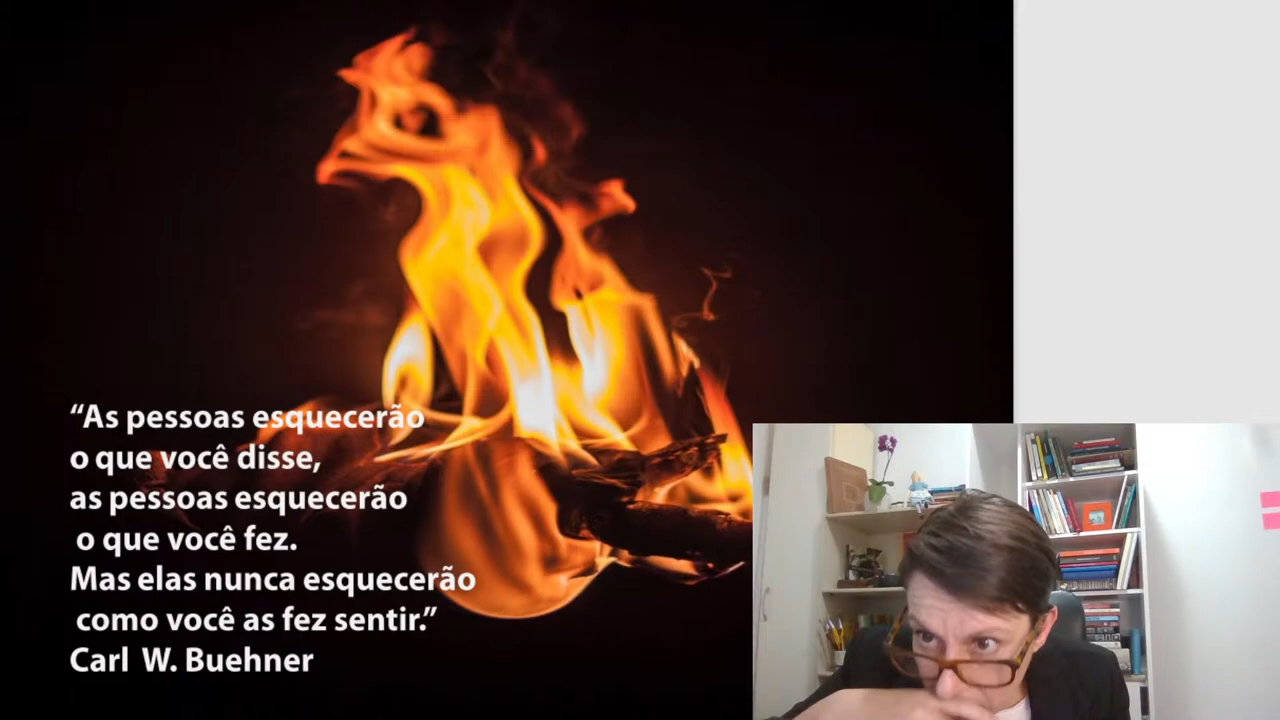 “As pessoas esquecerão
o que você disse,
as pessoas esquecerão
o que você fez.
Mas elas nunca esquecerão
como você as fez sentir.”
Carl W. Buehner